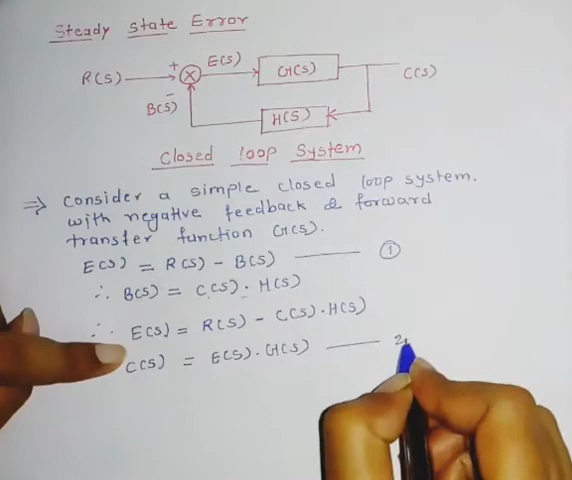 Steady State Error
R(S) + E(S) G(S) C(S)
B(S) -
H(S)
Closed loop System
⇒ Consider a simple closed loop system.
with negative feedback & forward
transfer function G(S).
E(S) = R(S) - B(S) —— ①
∴ B(S) = C(S) . H(S)
∴ E(S) = R(S) - C(S) . H(S)
C(S) = E(S) . G(S) —— 2